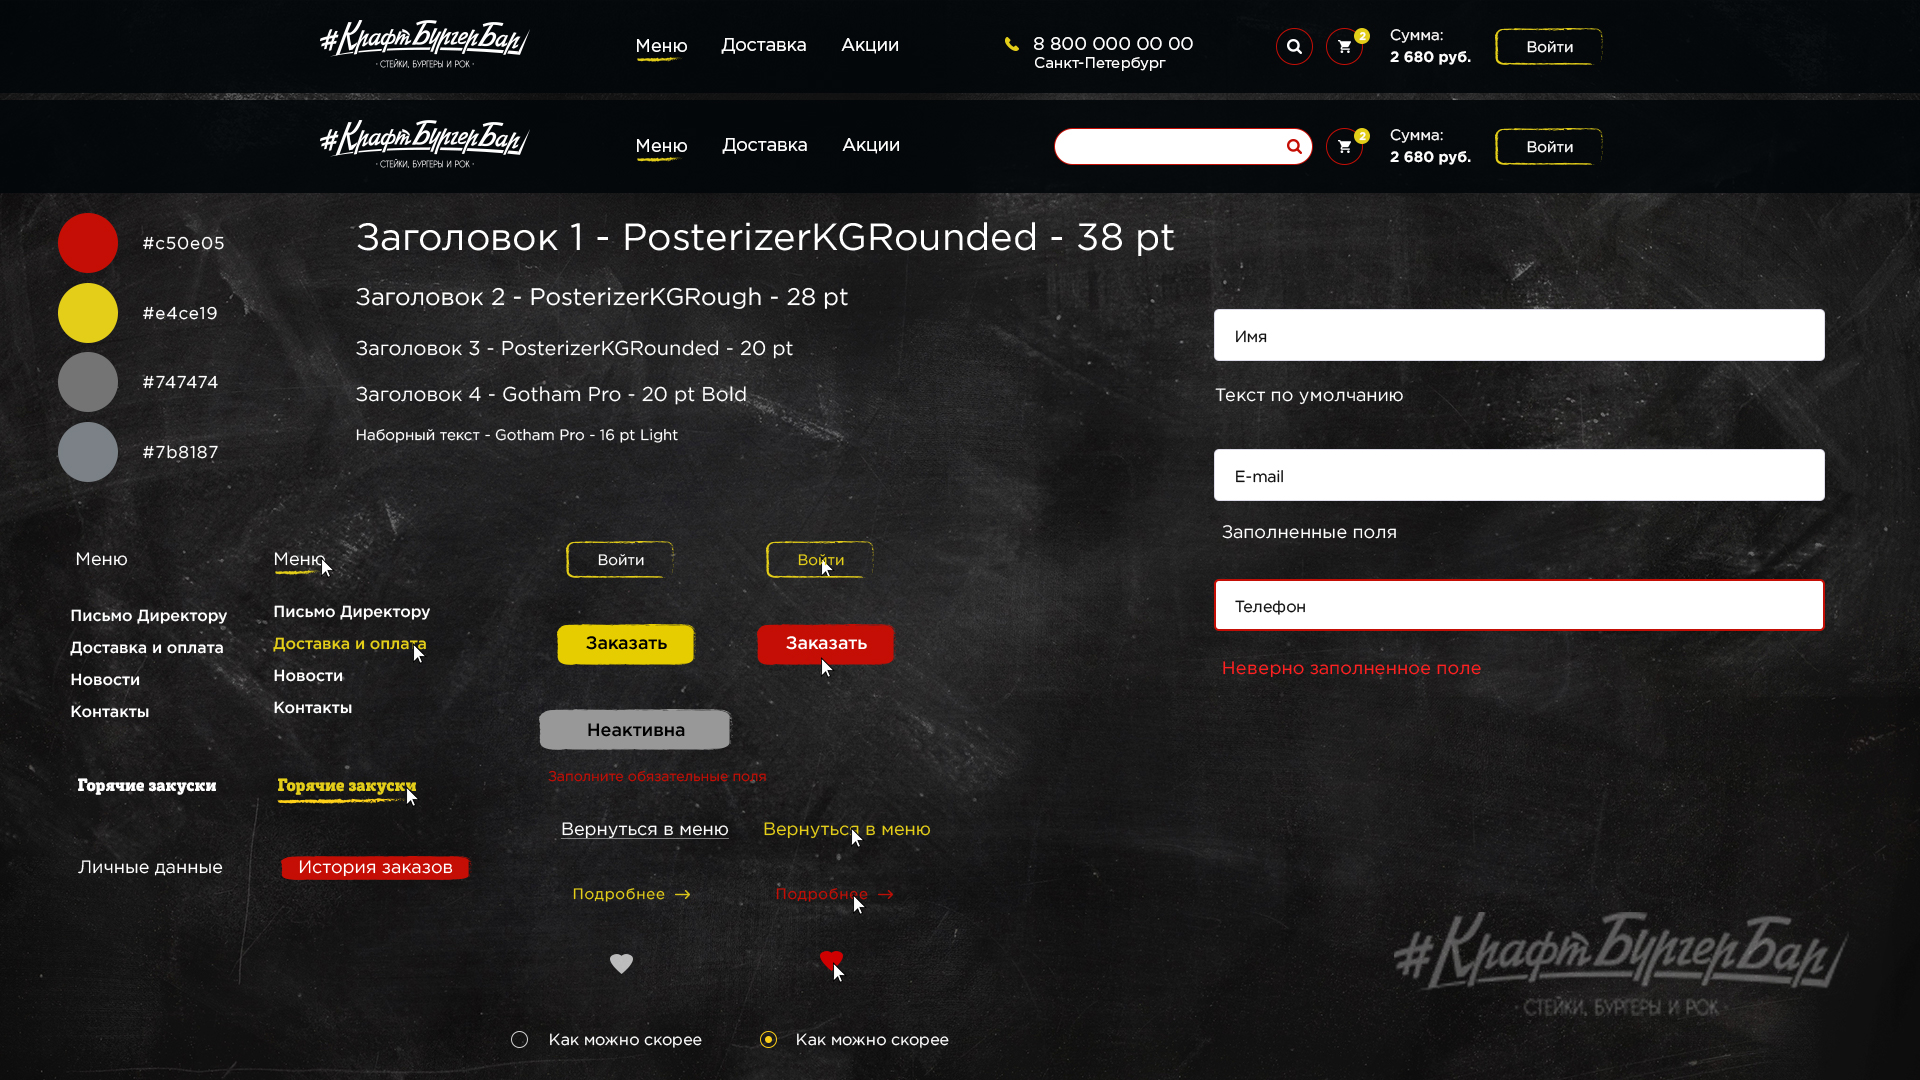 #КрафтБургерБар
· СТЕЙКИ, БУРГЕРЫ И РОК ·
Меню
Доставка
Акции
8 800 000 00 00
Санкт-Петербург
2
Сумма:
2 680 руб.
Войти
#КрафтБургерБар
· СТЕЙКИ, БУРГЕРЫ И РОК ·
Меню
Доставка
Акции
2
Сумма:
2 680 руб.
Войти
#c50e05
#e4ce19
#747474
#7b8187
Заголовок 1 - PosterizerKGRounded - 38 pt
Заголовок 2 - PosterizerKGRough - 28 pt
Заголовок 3 - PosterizerKGRounded - 20 pt
Заголовок 4 - Gotham Pro - 20 pt Bold
Наборный текст - Gotham Pro - 16 pt Light
Имя
Текст по умолчанию
E-mail
Заполненные поля
Телефон
Неверно заполненное поле
Меню
Меню
Письмо Директору
Доставка и оплата
Новости
Контакты
Письмо Директору
Доставка и оплата
Новости
Контакты
Горячие закуски
Горячие закуски
Личные данные
История заказов
Войти
Войти
Заказать
Заказать
Неактивна
Заполните обязательные поля
Вернуться в меню
Вернуться в меню
Подробнее →
Подробнее →
Как можно скорее
Как можно скорее
#КрафтБургерБар
· СТЕЙКИ, БУРГЕРЫ И РОК ·